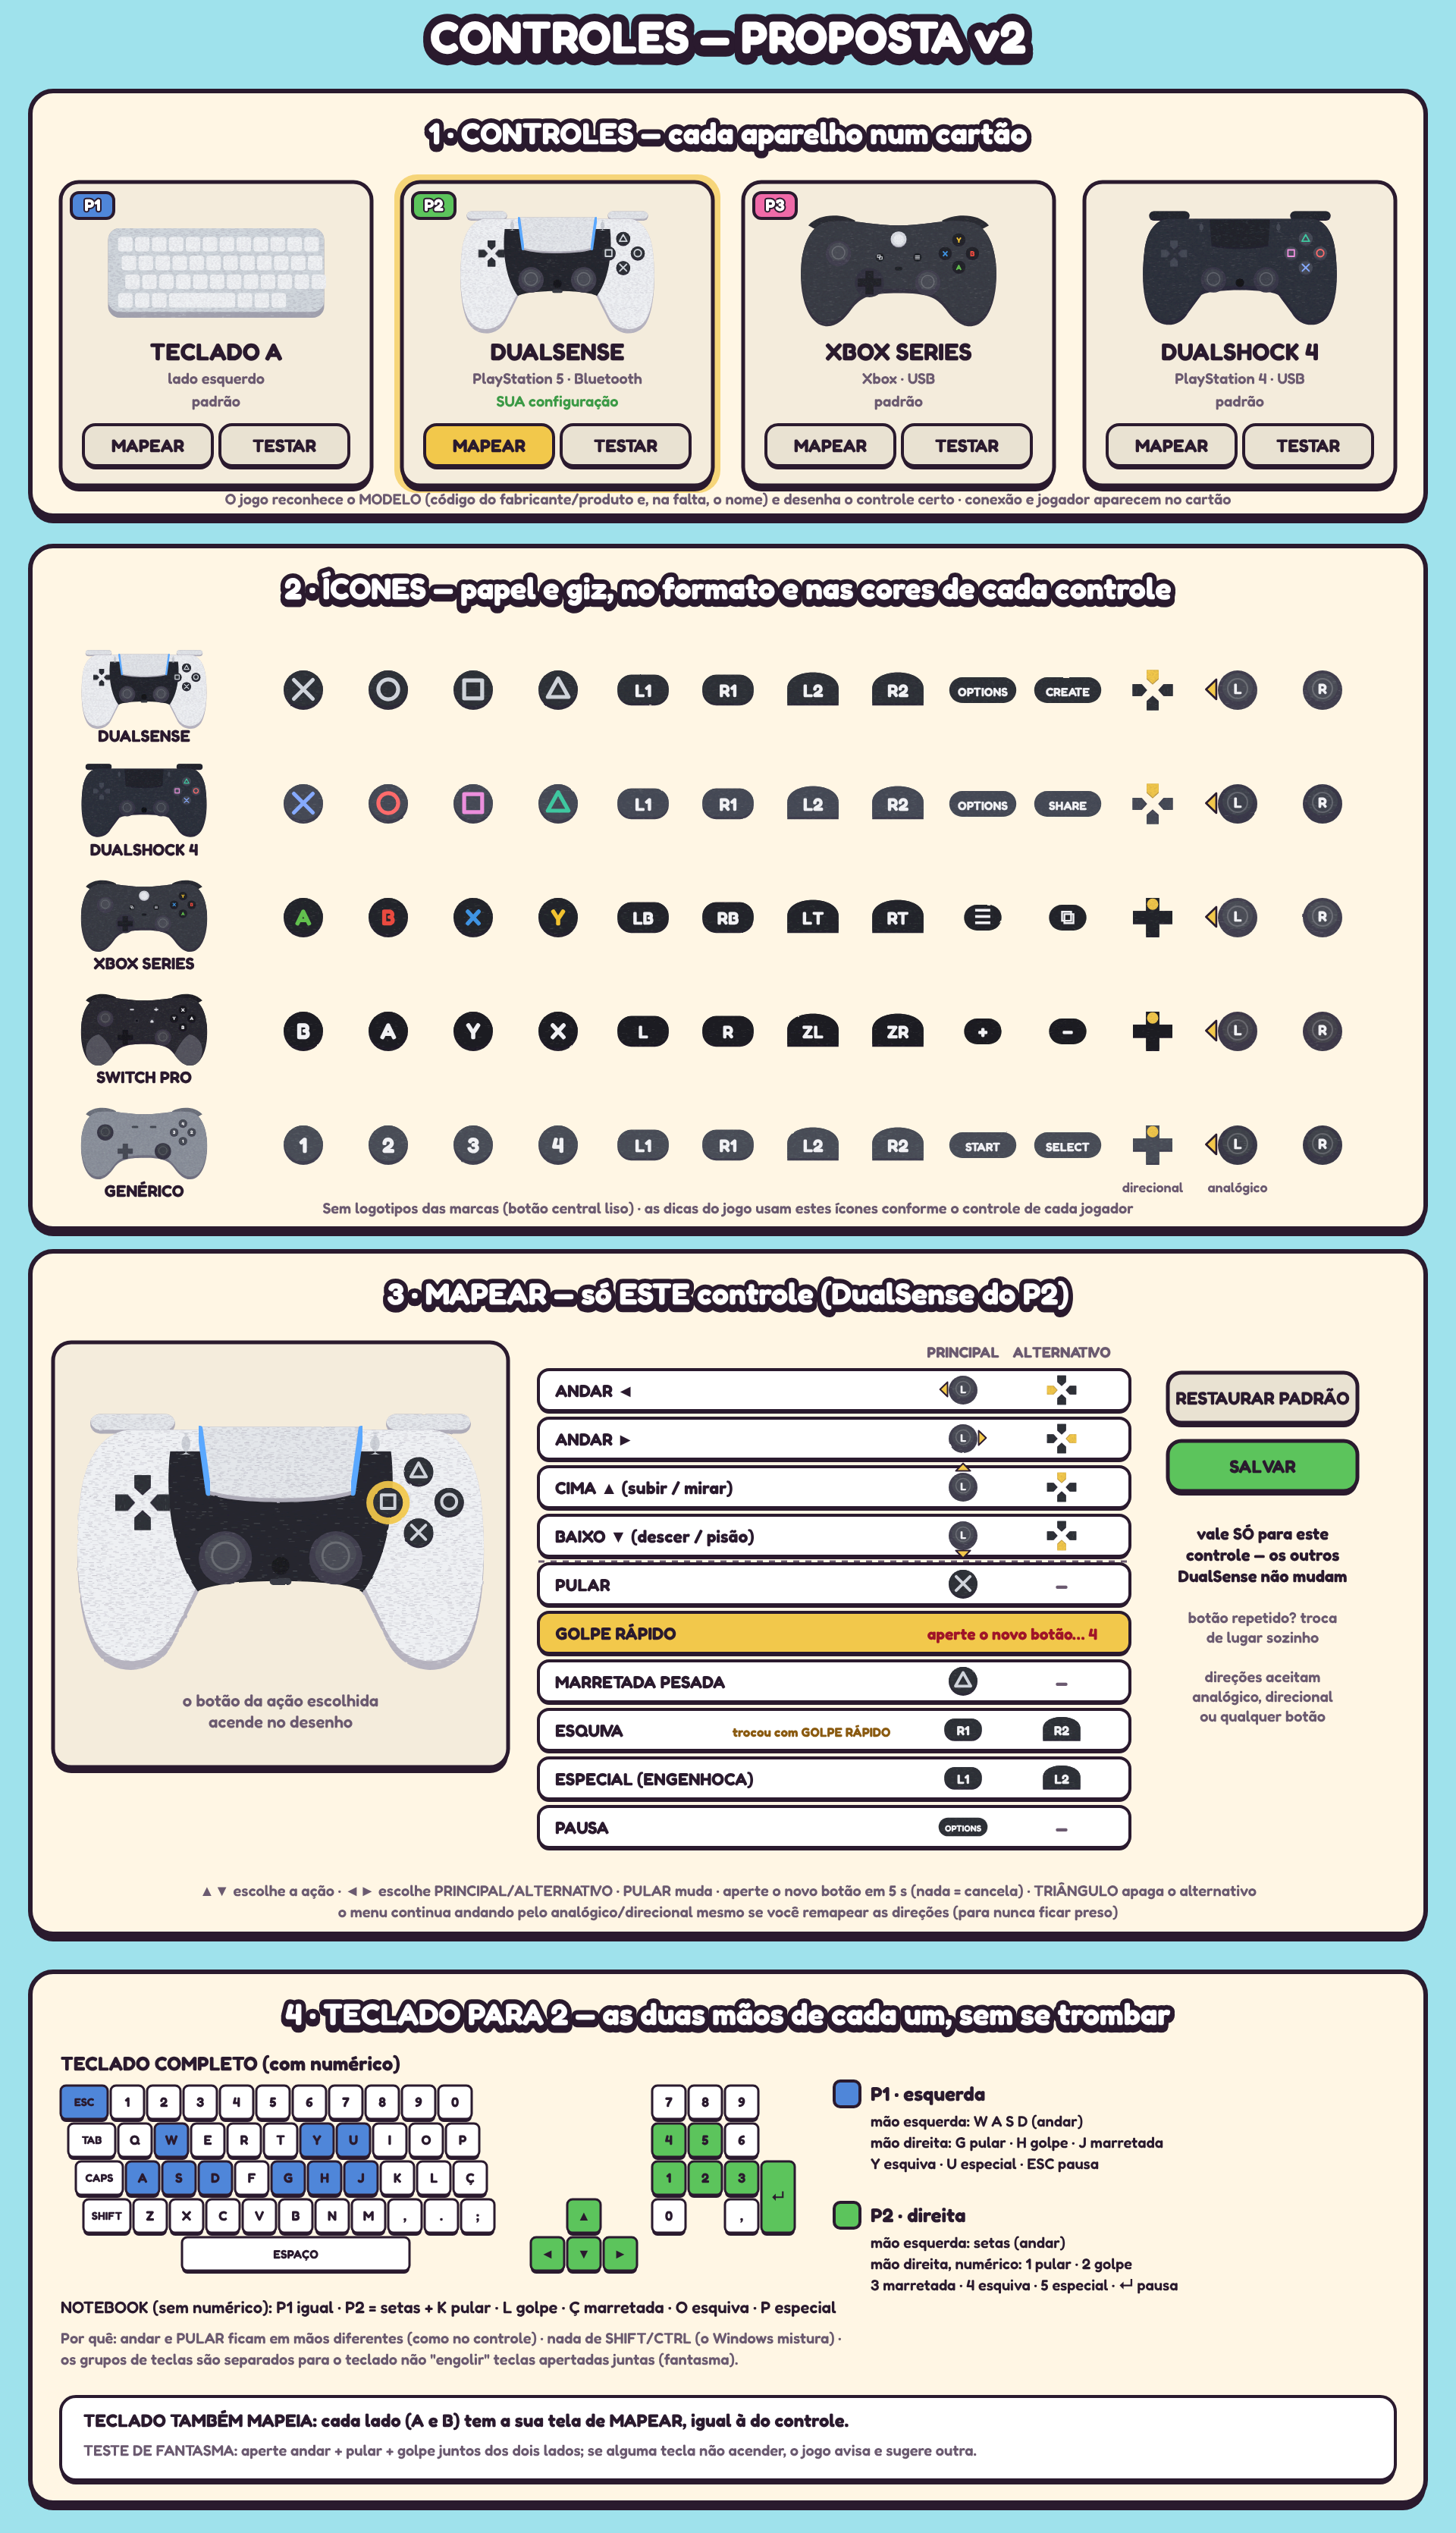 CONTROLES – PROPOSTA v2
1 · CONTROLES – cada aparelho num cartão
P1
P2
P3
TECLADO A
lado esquerdo
padrão
MAPEAR
TESTAR
DUALSENSE
PlayStation 5 · Bluetooth
SUA configuração
MAPEAR
TESTAR
XBOX SERIES
Xbox · USB
padrão
MAPEAR
TESTAR
DUALSHOCK 4
PlayStation 4 · USB
padrão
MAPEAR
TESTAR
O jogo reconhece o MODELO (código do fabricante/produto e, na falta, o nome) e desenha o controle certo · conexão e jogador aparecem no cartão
2 · ÍCONES – papel e giz, no formato e nas cores de cada controle
L1 R1 L2 R2 OPTIONS CREATE L R
DUALSENSE
L1 R1 L2 R2 OPTIONS SHARE L R
DUALSHOCK 4
A B X Y LB RB LT RT L R
XBOX SERIES
B A Y X L R ZL ZR + – L R
SWITCH PRO
1 2 3 4 L1 R1 L2 R2 START SELECT L R
GENÉRICO
direcional analógico
Sem logotipos das marcas (botão central liso) · as dicas do jogo usam estes ícones conforme o controle de cada jogador
3 · MAPEAR – só ESTE controle (DualSense do P2)
o botão da ação escolhida
acende no desenho
PRINCIPAL ALTERNATIVO
ANDAR ◄ L
ANDAR ► L
CIMA ▲ (subir / mirar) L
BAIXO ▼ (descer / pisão) L
PULAR –
GOLPE RÁPIDO aperte o novo botão... 4
MARRETADA PESADA –
ESQUIVA trocou com GOLPE RÁPIDO R1 R2
ESPECIAL (ENGENHOCA) L1 L2
PAUSA OPTIONS –
RESTAURAR PADRÃO
SALVAR
vale SÓ para este
controle – os outros
DualSense não mudam
botão repetido? troca
de lugar sozinho
direções aceitam
analógico, direcional
ou qualquer botão
▲ ▼ escolhe a ação · ◄ ► escolhe PRINCIPAL/ALTERNATIVO · PULAR muda · aperte o novo botão em 5 s (nada = cancela) · TRIÂNGULO apaga o alternativo
o menu continua andando pelo analógico/direcional mesmo se você remapear as direções (para nunca ficar preso)
4 · TECLADO PARA 2 – as duas mãos de cada um, sem se trombar
TECLADO COMPLETO (com numérico)
ESC 1 2 3 4 5 6 7 8 9 0
TAB Q W E R T Y U I O P
CAPS A S D F G H J K L Ç
SHIFT Z X C V B N M , . ;
ESPAÇO
▲
◄ ▼ ►
7 8 9
4 5 6
1 2 3 ↵
0 ,
P1 · esquerda
mão esquerda: W A S D (andar)
mão direita: G pular · H golpe · J marretada
Y esquiva · U especial · ESC pausa
P2 · direita
mão esquerda: setas (andar)
mão direita, numérico: 1 pular · 2 golpe
3 marretada · 4 esquiva · 5 especial · ↵ pausa
NOTEBOOK (sem numérico): P1 igual · P2 = setas + K pular · L golpe · Ç marretada · O esquiva · P especial
Por quê: andar e PULAR ficam em mãos diferentes (como no controle) · nada de SHIFT/CTRL (o Windows mistura) ·
os grupos de teclas são separados para o teclado não "engolir" teclas apertadas juntas (fantasma).
TECLADO TAMBÉM MAPEIA: cada lado (A e B) tem a sua tela de MAPEAR, igual à do controle.
TESTE DE FANTASMA: aperte andar + pular + golpe juntos dos dois lados; se alguma tecla não acender, o jogo avisa e sugere outra.